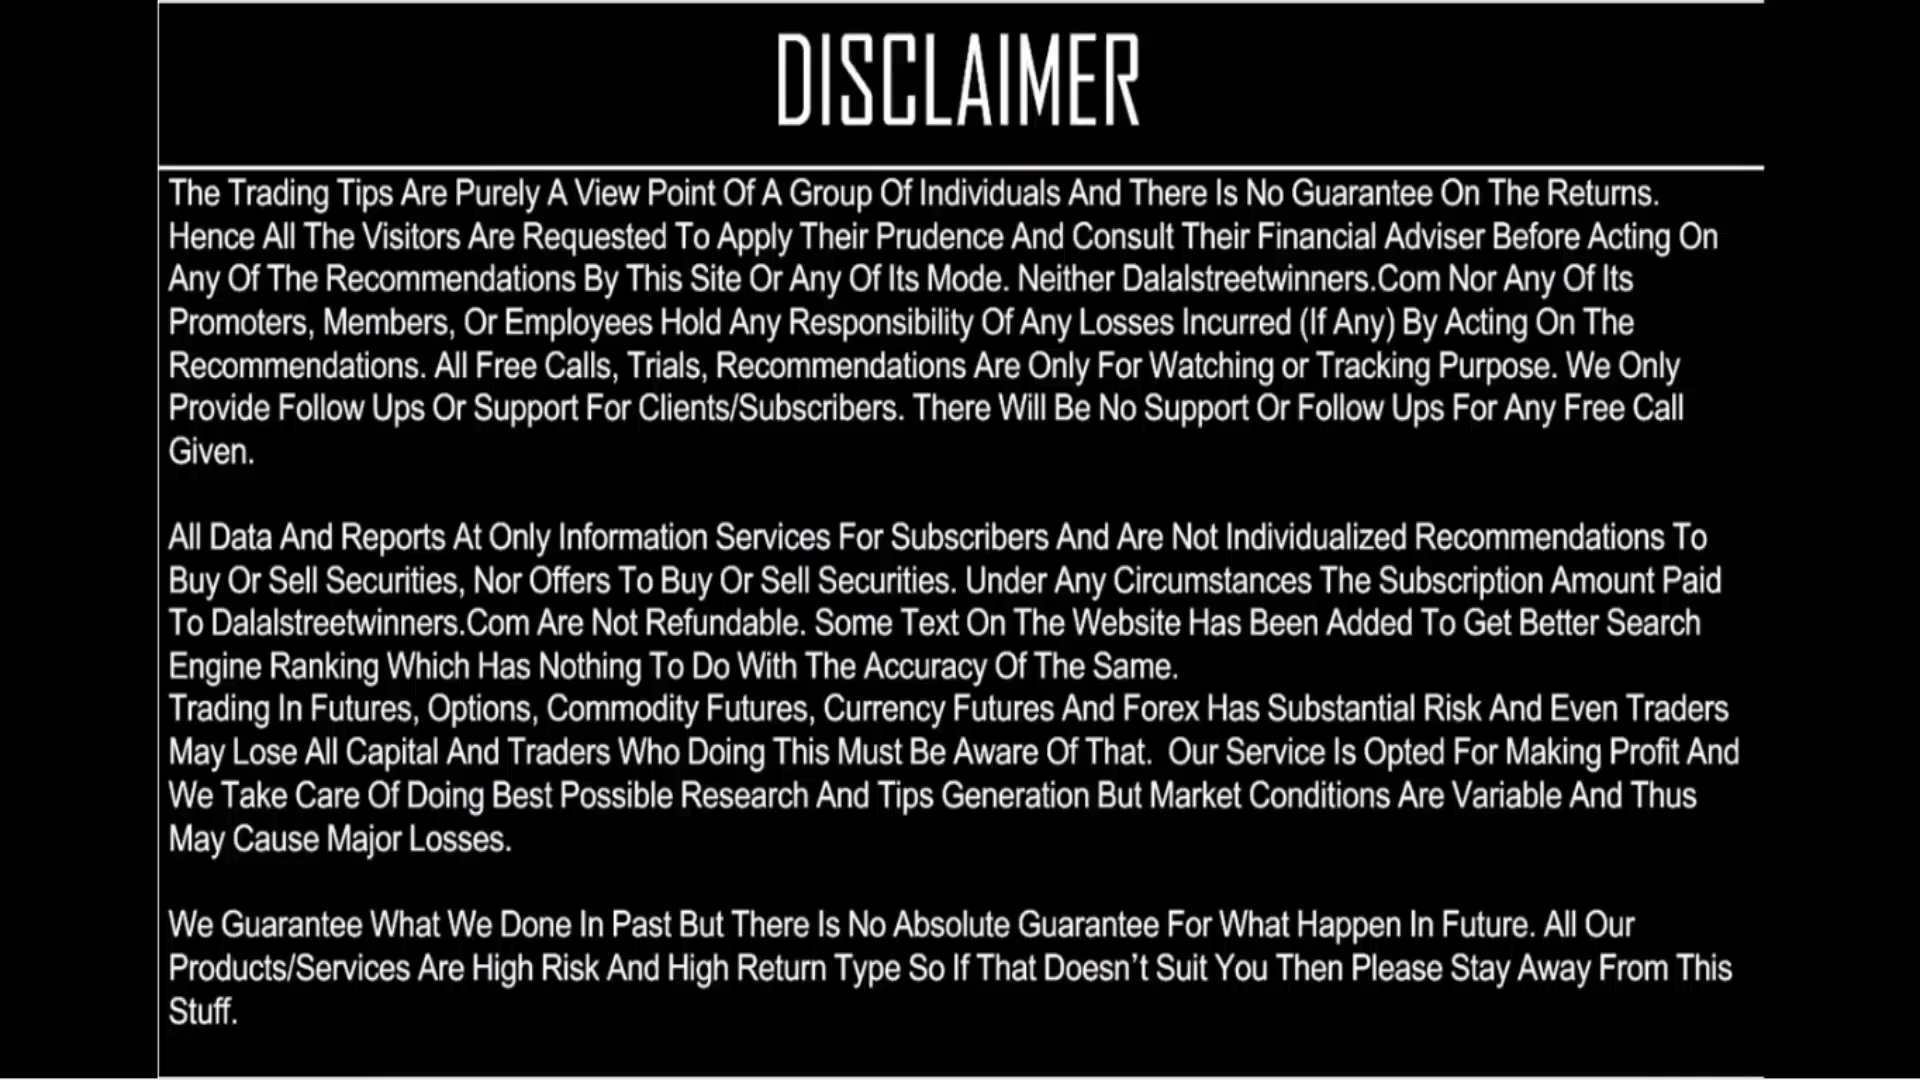 DISCLAIMER
The Trading Tips Are Purely A View Point Of A Group Of Individuals And There Is No Guarantee On The Returns.
Hence All The Visitors Are Requested To Apply Their Prudence And Consult Their Financial Adviser Before Acting On
Any Of The Recommendations By This Site Or Any Of Its Mode. Neither Dalalstreetwinners.Com Nor Any Of Its
Promoters, Members, Or Employees Hold Any Responsibility Of Any Losses Incurred (If Any) By Acting On The
Recommendations. All Free Calls, Trials, Recommendations Are Only For Watching or Tracking Purpose. We Only
Provide Follow Ups Or Support For Clients/Subscribers. There Will Be No Support Or Follow Ups For Any Free Call
Given.
All Data And Reports At Only Information Services For Subscribers And Are Not Individualized Recommendations To
Buy Or Sell Securities, Nor Offers To Buy Or Sell Securities. Under Any Circumstances The Subscription Amount Paid
To Dalalstreetwinners.Com Are Not Refundable. Some Text On The Website Has Been Added To Get Better Search
Engine Ranking Which Has Nothing To Do With The Accuracy Of The Same.
Trading In Futures, Options, Commodity Futures, Currency Futures And Forex Has Substantial Risk And Even Traders
May Lose All Capital And Traders Who Doing This Must Be Aware Of That.  Our Service Is Opted For Making Profit And
We Take Care Of Doing Best Possible Research And Tips Generation But Market Conditions Are Variable And Thus
May Cause Major Losses.
We Guarantee What We Done In Past But There Is No Absolute Guarantee For What Happen In Future. All Our
Products/Services Are High Risk And High Return Type So If That Doesn’t Suit You Then Please Stay Away From This
Stuff.